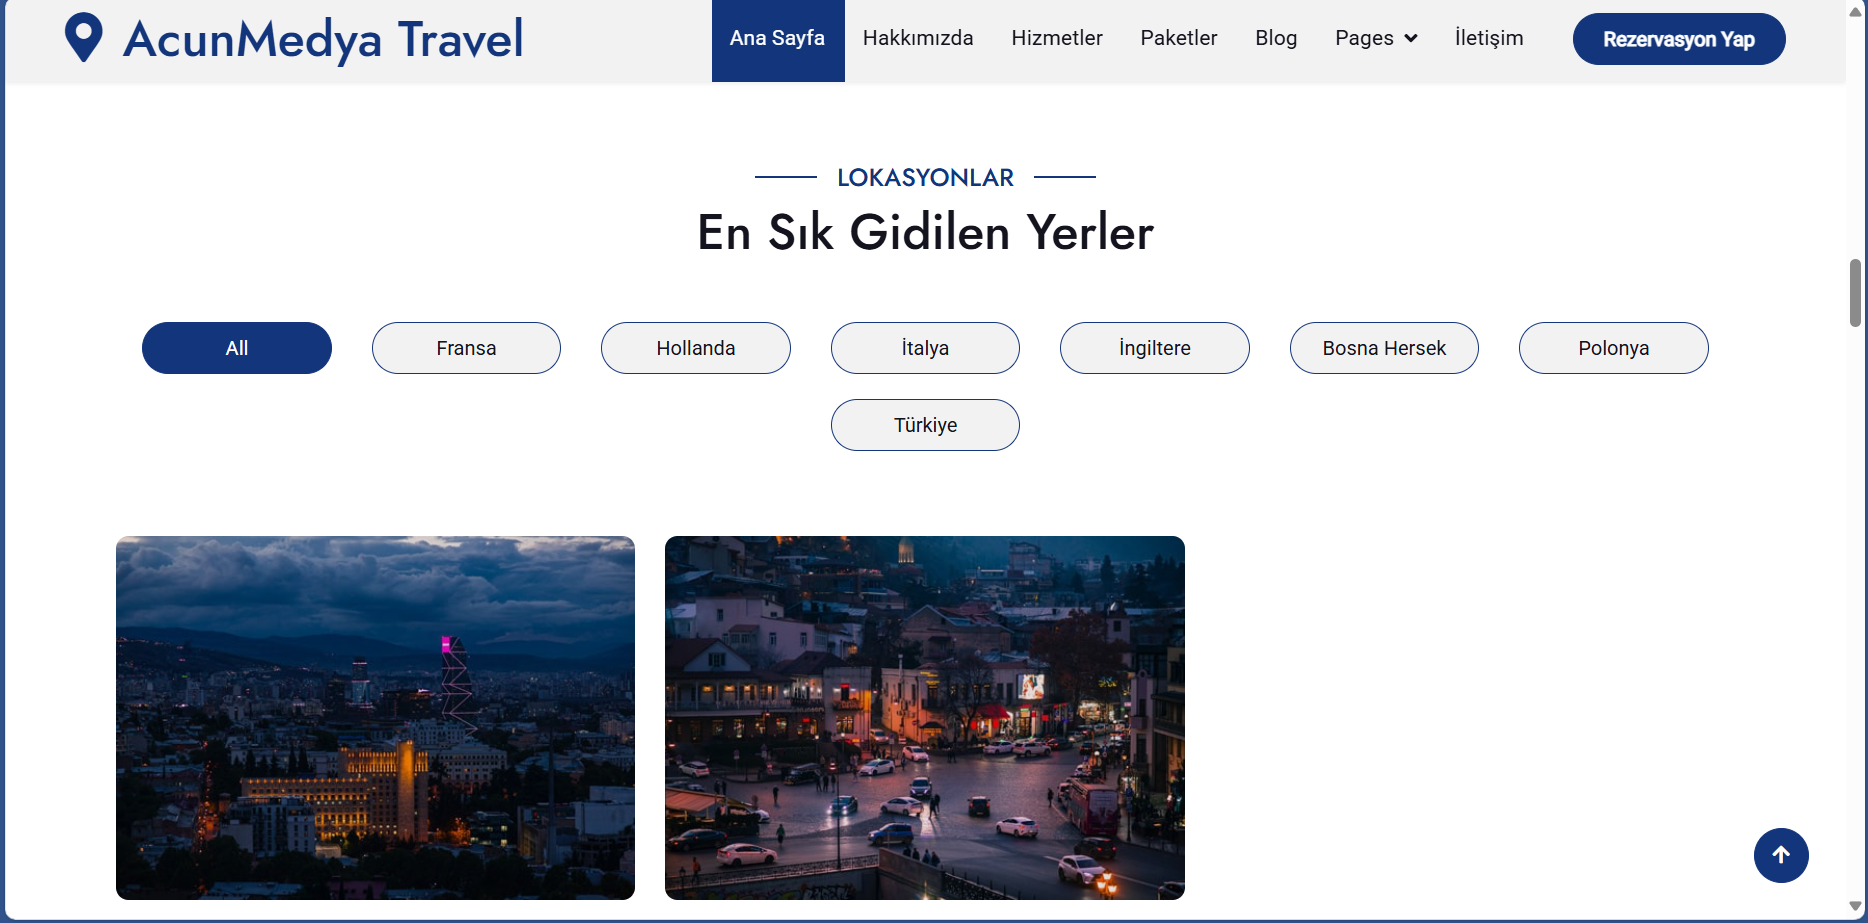 AcunMedya Travel
Ana Sayfa Hakkımızda Hizmetler Paketler Blog Pages İletişim Rezervasyon Yap
LOKASYONLAR
En Sık Gidilen Yerler
All Fransa Hollanda İtalya İngiltere Bosna Hersek Polonya
Türkiye